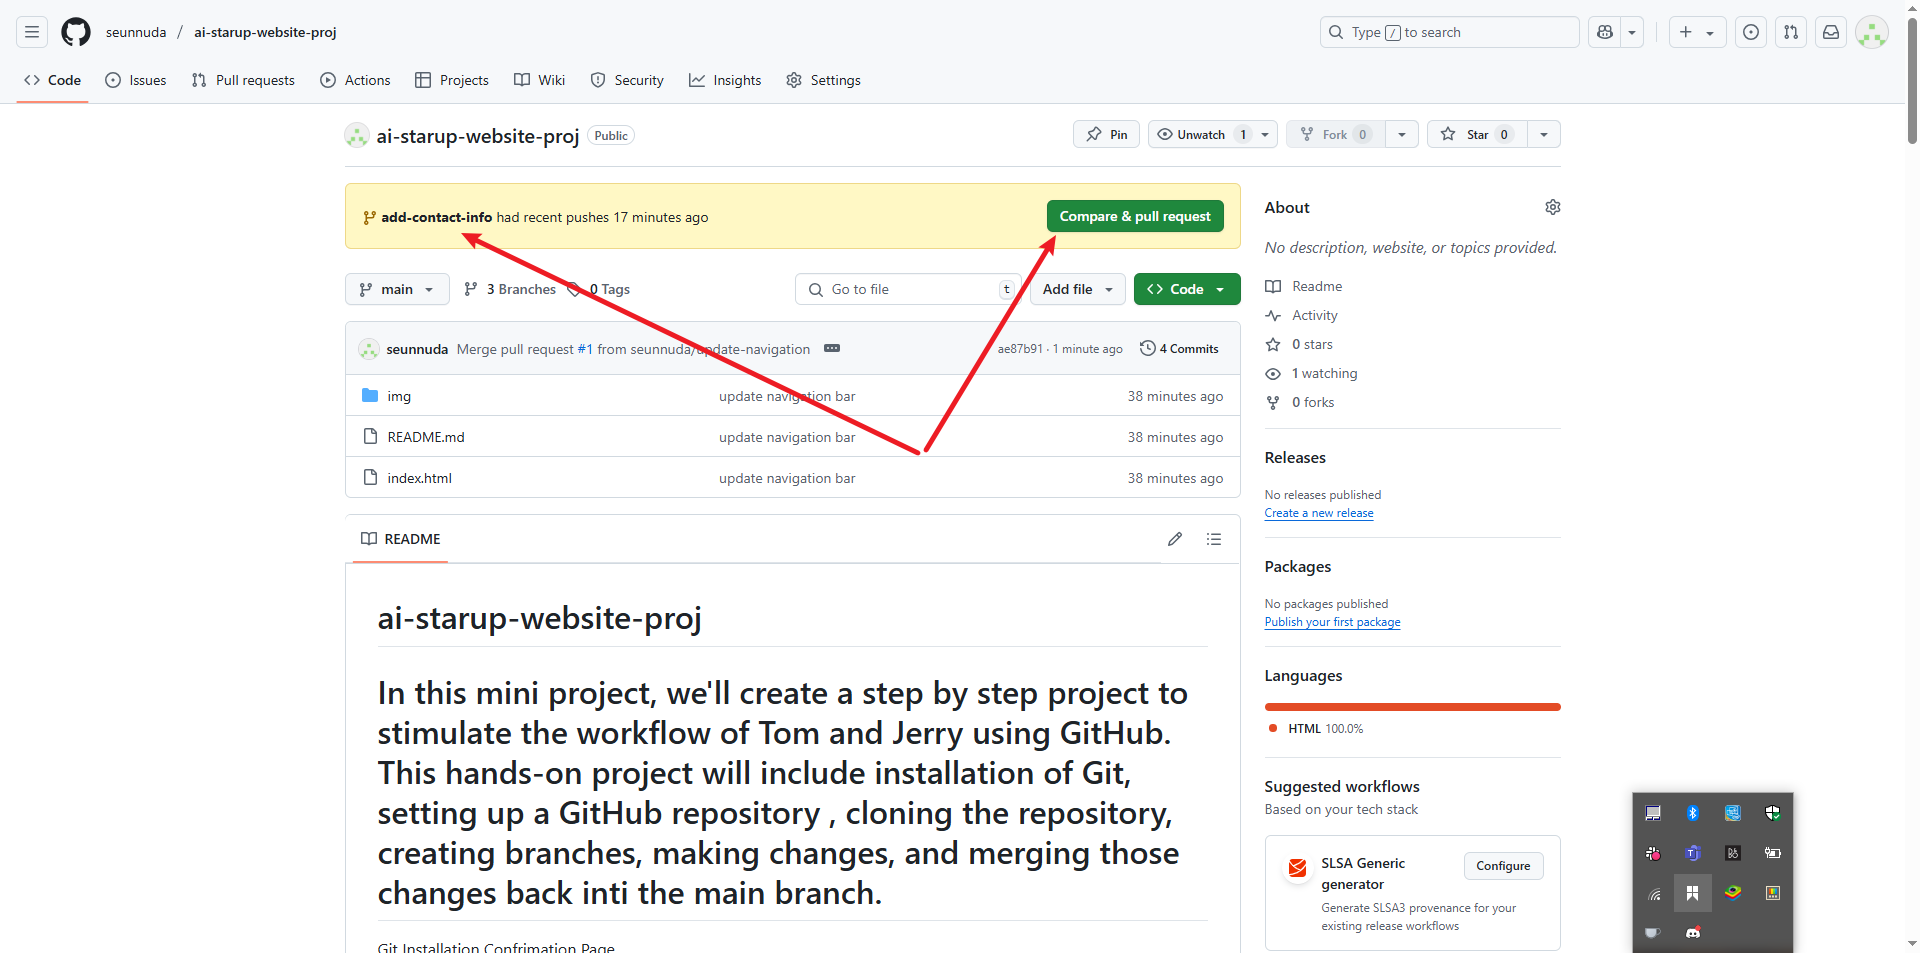 seunnuda / ai-starup-website-proj
Type / to search
Code Issues Pull requests Actions Projects Wiki Security Insights Settings
ai-starup-website-proj Public
Pin Unwatch 1 Fork 0 Star 0
add-contact-info had recent pushes 17 minutes ago
Compare & pull request
main 3 Branches 0 Tags
Go to file t
Add file
Code
seunnuda Merge pull request #1 from seunnuda/update-navigation
ae87b91 · 1 minute ago 4 Commits
img update navigation bar 38 minutes ago
README.md update navigation bar 38 minutes ago
index.html update navigation bar 38 minutes ago
README
ai-starup-website-proj
In this mini project, we'll create a step by step project to
stimulate the workflow of Tom and Jerry using GitHub.
This hands-on project will include installation of Git,
setting up a GitHub repository , cloning the repository,
creating branches, making changes, and merging those
changes back inti the main branch.
Git Installation Confrimation Page
About
No description, website, or topics provided.
Readme
Activity
0 stars
1 watching
0 forks
Releases
No releases published
Create a new release
Packages
No packages published
Publish your first package
Languages
HTML 100.0%
Suggested workflows
Based on your tech stack
SLSA Generic
generator
Configure
Generate SLSA3 provenance for your
existing release workflows